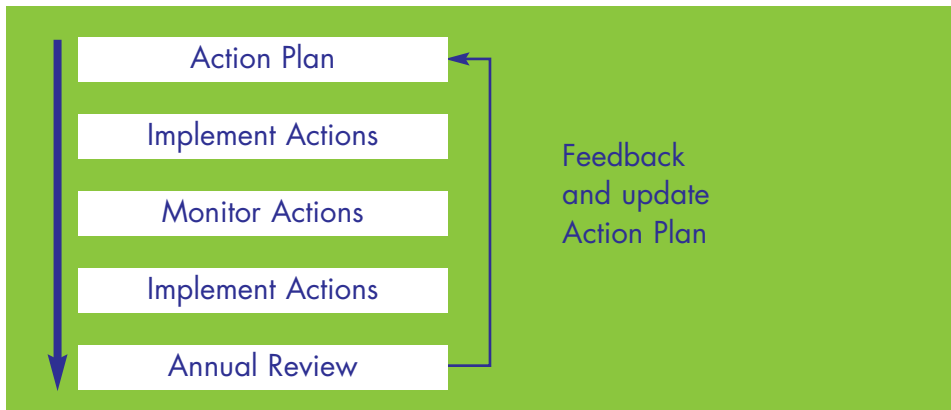 Action Plan
Implement Actions
Monitor Actions
Implement Actions
Annual Review
Feedback
and update
Action Plan